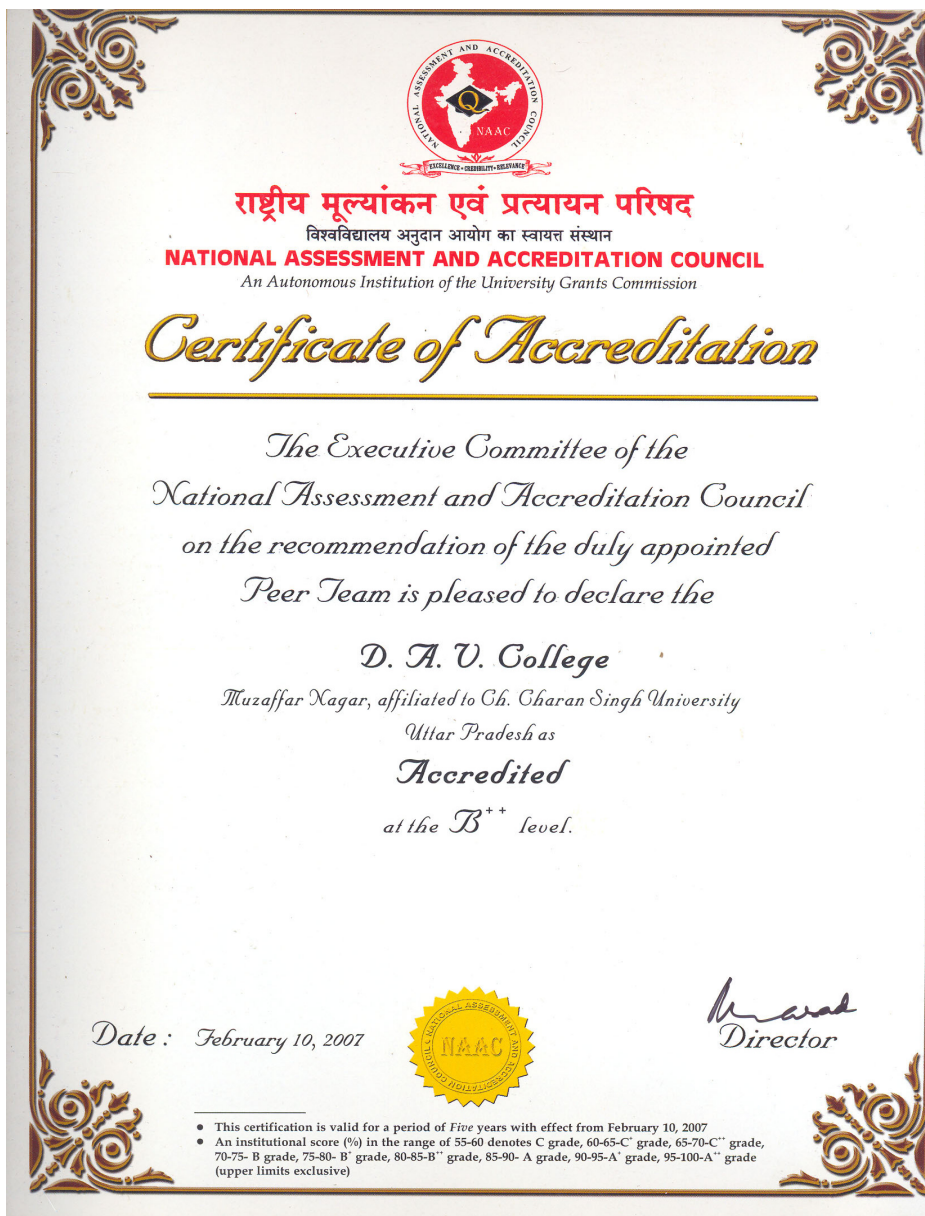 NATIONAL ASSESSMENT AND ACCREDITATION COUNCIL
Q
NAAC
EXCELLENCE • CREDIBILITY • RELEVANCE
राष्ट्रीय मूल्यांकन एवं प्रत्यायन परिषद
विश्वविद्यालय अनुदान आयोग का स्वायत्त संस्थान
NATIONAL ASSESSMENT AND ACCREDITATION COUNCIL
An Autonomous Institution of the University Grants Commission
Certificate of Accreditation
The Executive Committee of the
National Assessment and Accreditation Council
on the recommendation of the duly appointed
Peer Team is pleased to declare the
D. A. V. College
Muzaffar Nagar, affiliated to Ch. Charan Singh University
Uttar Pradesh as
Accredited
at the B++ level.
Date : February 10, 2007
NATIONAL ASSESSMENT AND ACCREDITATION COUNCIL
NAAC
Director
• This certification is valid for a period of Five years with effect from February 10, 2007
• An institutional score (%) in the range of 55-60 denotes C grade, 60-65-C+ grade, 65-70-C++ grade,
70-75- B grade, 75-80- B+ grade, 80-85-B++ grade, 85-90- A grade, 90-95-A+ grade, 95-100-A++ grade
(upper limits exclusive)